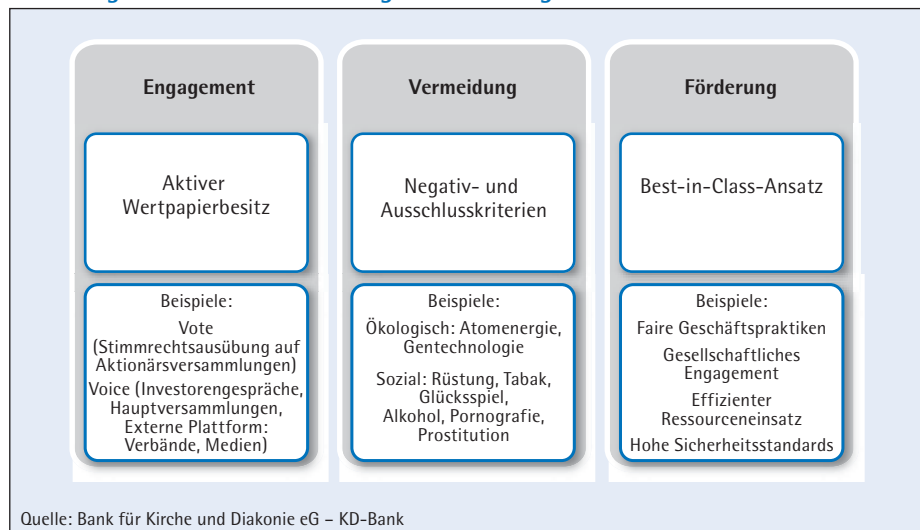 Engagement
Aktiver
Wertpapierbesitz
Beispiele:
Vote
(Stimmrechtsausübung auf
Aktionärsversammlungen)
Voice (Investorengespräche,
Hauptversammlungen,
Externe Plattform:
Verbände, Medien)
Vermeidung
Negativ- und
Ausschlusskriterien
Beispiele:
Ökologisch: Atomenergie,
Gentechnologie
Sozial: Rüstung, Tabak,
Glücksspiel,
Alkohol, Pornografie,
Prostitution
Förderung
Best-in-Class-Ansatz
Beispiele:
Faire Geschäftspraktiken
Gesellschaftliches
Engagement
Effizienter
Ressourceneinsatz
Hohe Sicherheitsstandards
Quelle: Bank für Kirche und Diakonie eG – KD-Bank